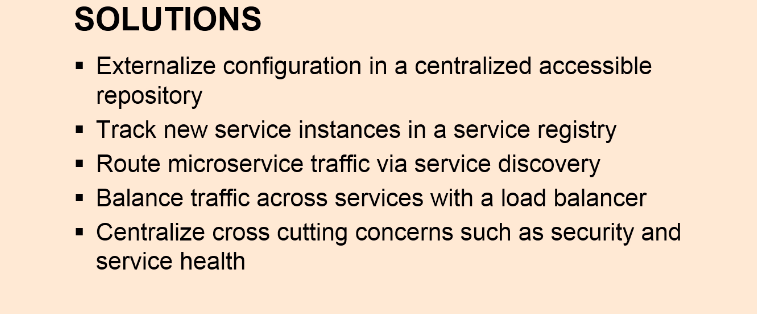 SOLUTIONS
▪ Externalize configuration in a centralized accessible
repository
▪ Track new service instances in a service registry
▪ Route microservice traffic via service discovery
▪ Balance traffic across services with a load balancer
▪ Centralize cross cutting concerns such as security and
service health